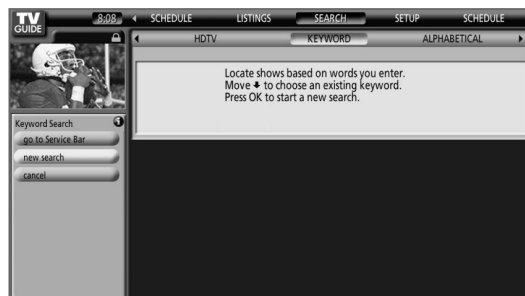 TV GUIDE
8:08
SCHEDULE LISTINGS SEARCH SETUP SCHEDULE
HDTV KEYWORD ALPHABETICAL
Locate shows based on words you enter.
Move ⬇ to choose an existing keyword.
Press OK to start a new search.
Keyword Search
go to Service Bar
new search
cancel